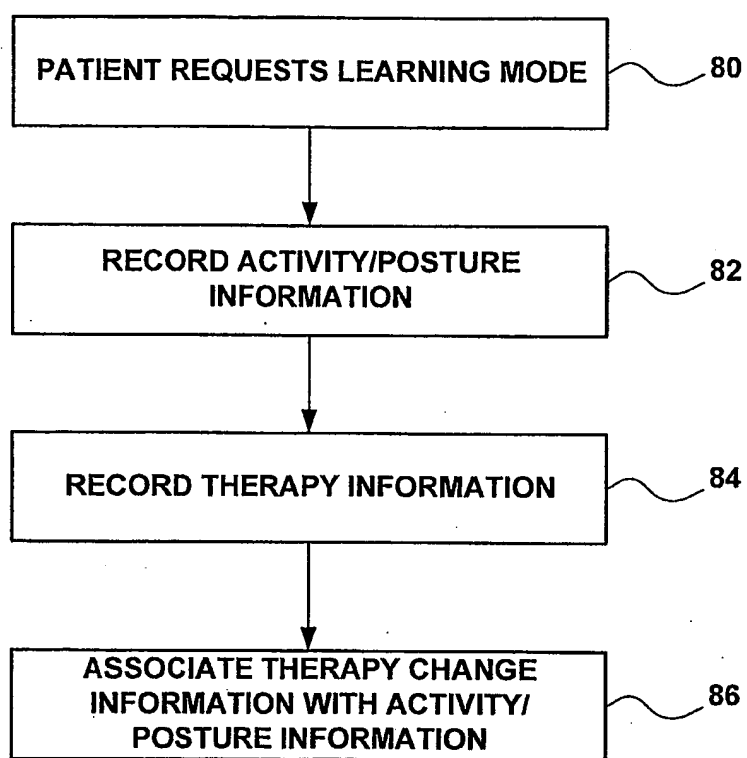 PATIENT REQUESTS LEARNING MODE
80
RECORD ACTIVITY/POSTURE
INFORMATION
82
RECORD THERAPY INFORMATION
84
ASSOCIATE THERAPY CHANGE
INFORMATION WITH ACTIVITY/
POSTURE INFORMATION
86